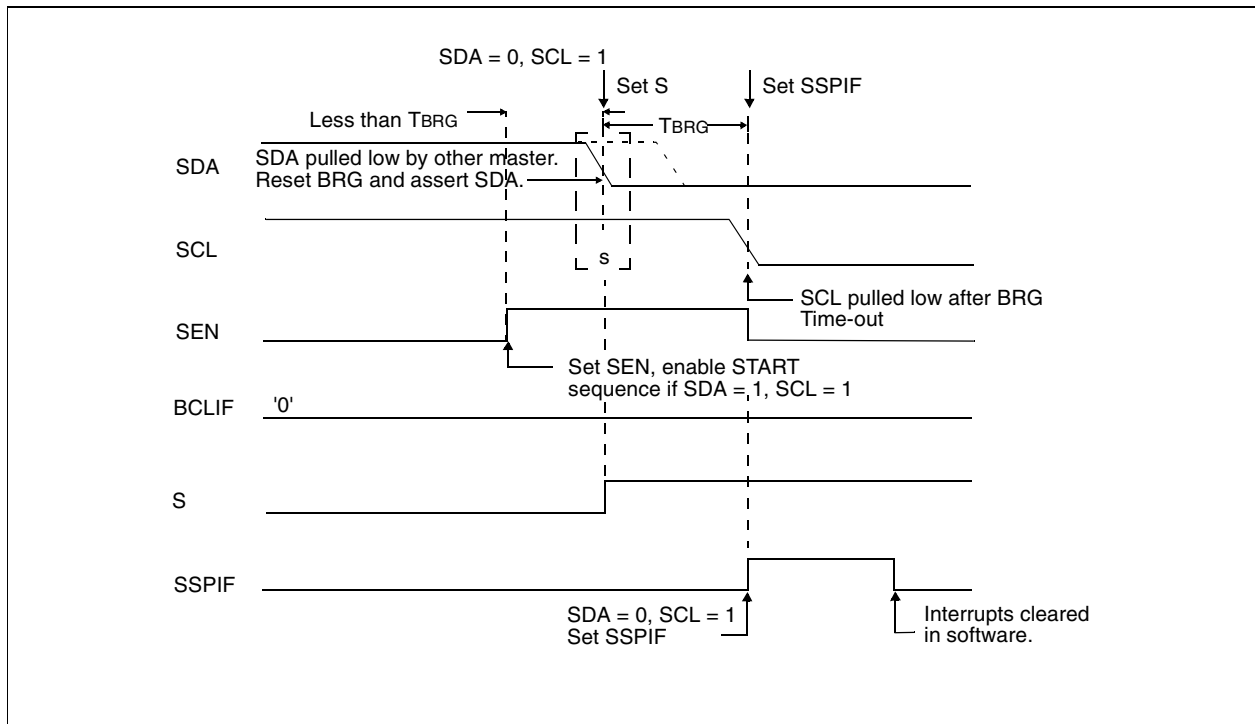 SDA = 0, SCL = 1
Set S
Set SSPIF
Less than TBRG
TBRG
SDA
SDA pulled low by other master.
Reset BRG and assert SDA.
SCL
s
SCL pulled low after BRG
Time-out
SEN
Set SEN, enable START
sequence if SDA = 1, SCL = 1
BCLIF
'0'
S
SSPIF
SDA = 0, SCL = 1
Set SSPIF
Interrupts cleared
in software.